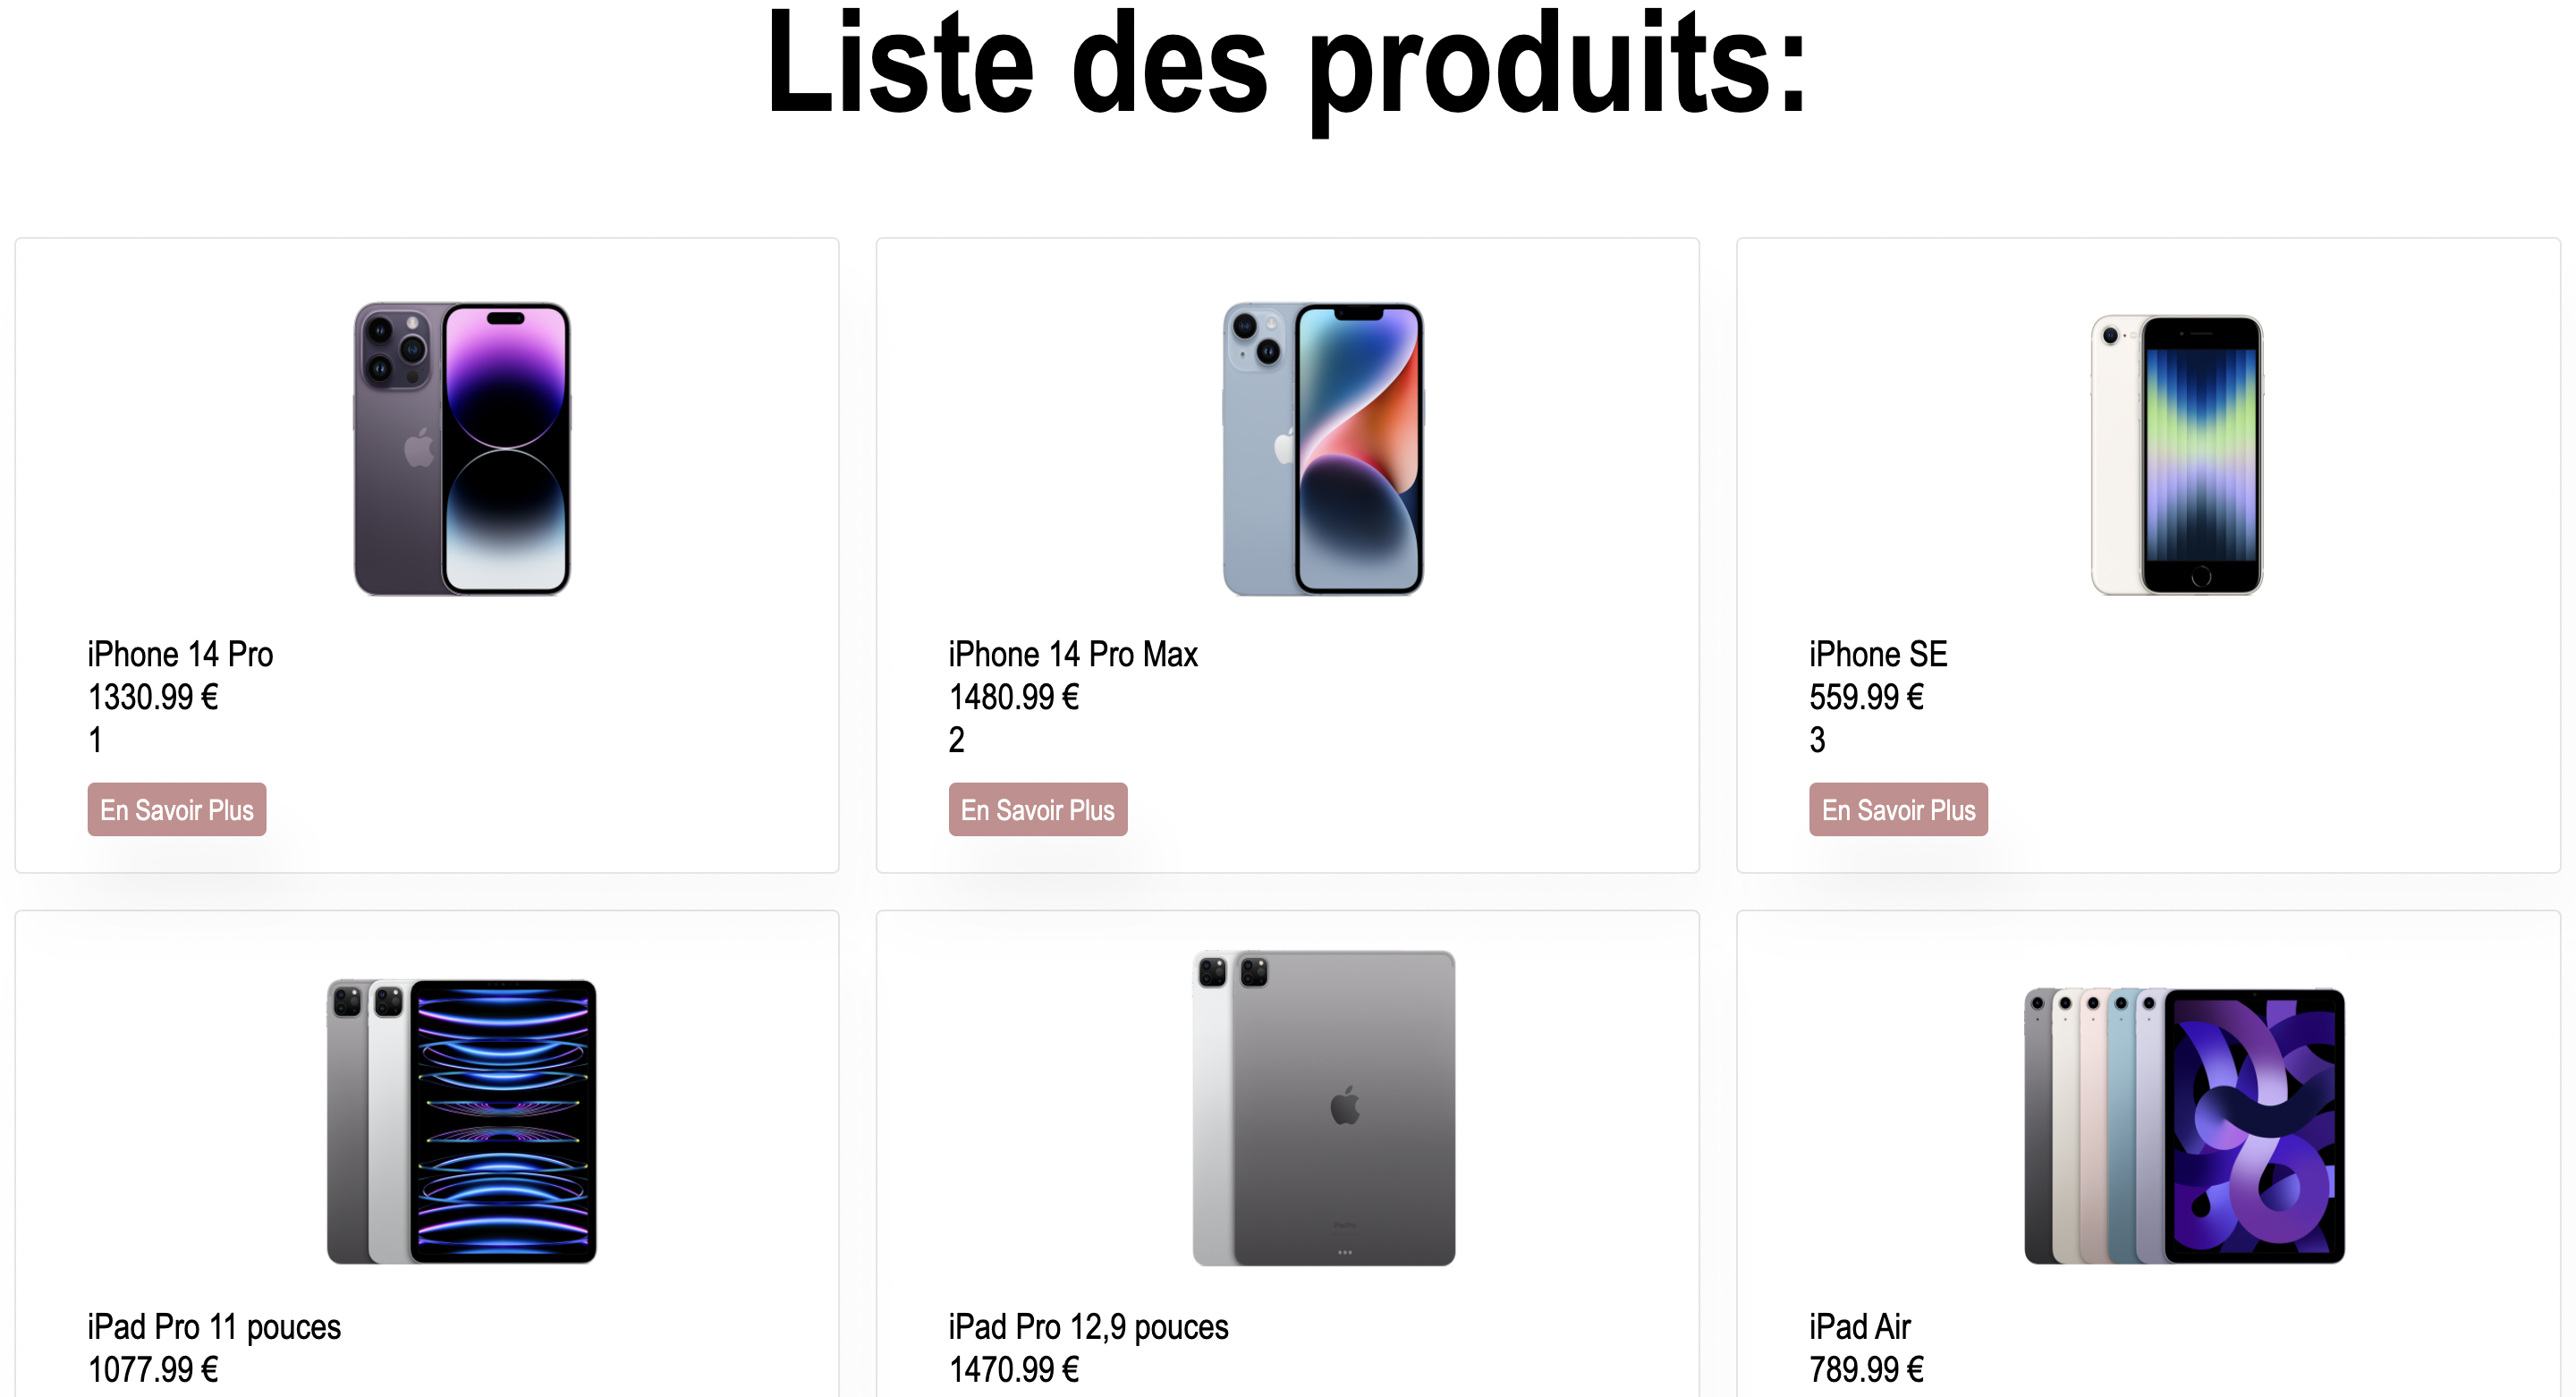 Liste des produits:
iPhone 14 Pro
1330.99 €
1
En Savoir Plus
iPhone 14 Pro Max
1480.99 €
2
En Savoir Plus
iPhone SE
559.99 €
3
En Savoir Plus
iPad Pro 11 pouces
1077.99 €
iPad Pro 12,9 pouces
1470.99 €
iPad Air
789.99 €